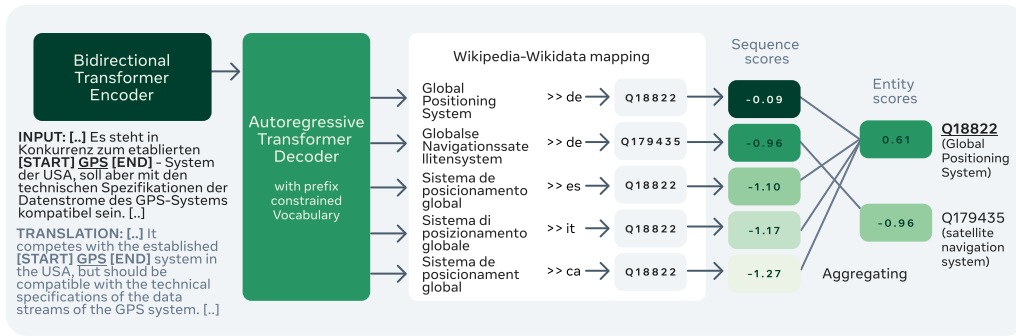 Bidirectional
Transformer
Encoder
INPUT: [..] Es steht in
Konkurrenz zum etablierten
[START] GPS [END] - System
der USA, soll aber mit den
technischen Spezifikationen der
Datenstrome des GPS-Systems
kompatibel sein. [..]
TRANSLATION: [..] It
competes with the established
[START] GPS [END] system in
the USA, but should be
compatible with the technical
specifications of the data
streams of the GPS system. [..]
Autoregressive
Transformer
Decoder
with prefix
constrained
Vocabulary
Wikipedia-Wikidata mapping
Global
Positioning
System
>> de
Q18822
Globalse
Navigationssate
llitensystem
>> de
Q179435
Sistema de
posicionamento
global
>> es
Q18822
Sistema di
posizionamento
globale
>> it
Q18822
Sistema de
posicionament
global
>> ca
Q18822
Sequence
scores
-0.09
-0.96
-1.10
-1.17
-1.27
Aggregating
Entity
scores
0.61
Q18822
(Global
Positioning
System)
-0.96
Q179435
(satellite
navigation
system)